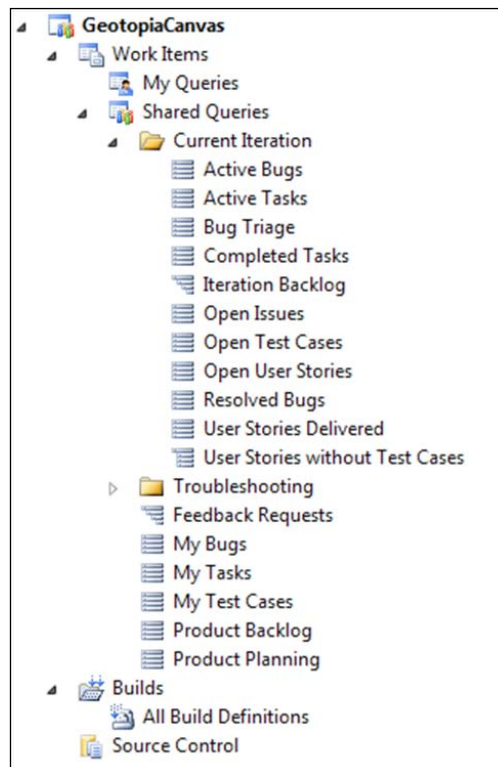 GeotopiaCanvas
Work Items
My Queries
Shared Queries
Current Iteration
Active Bugs
Active Tasks
Bug Triage
Completed Tasks
Iteration Backlog
Open Issues
Open Test Cases
Open User Stories
Resolved Bugs
User Stories Delivered
User Stories without Test Cases
Troubleshooting
Feedback Requests
My Bugs
My Tasks
My Test Cases
Product Backlog
Product Planning
Builds
All Build Definitions
Source Control